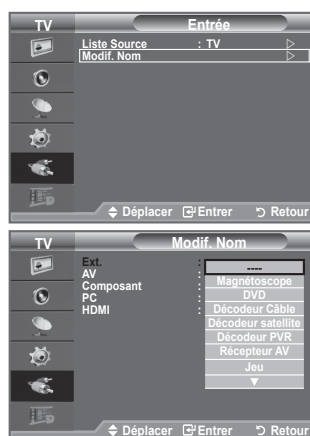 TV Entrée
Liste Source : TV ▷
Modif. Nom ▷
Déplacer Entrer Retour
TV Modif. Nom
Ext. : ----
AV : Magnétoscope
Composant : DVD
PC : Décodeur Câble
HDMI : Décodeur satellite
Décodeur PVR
Récepteur AV
Jeu
▼
Déplacer Entrer Retour